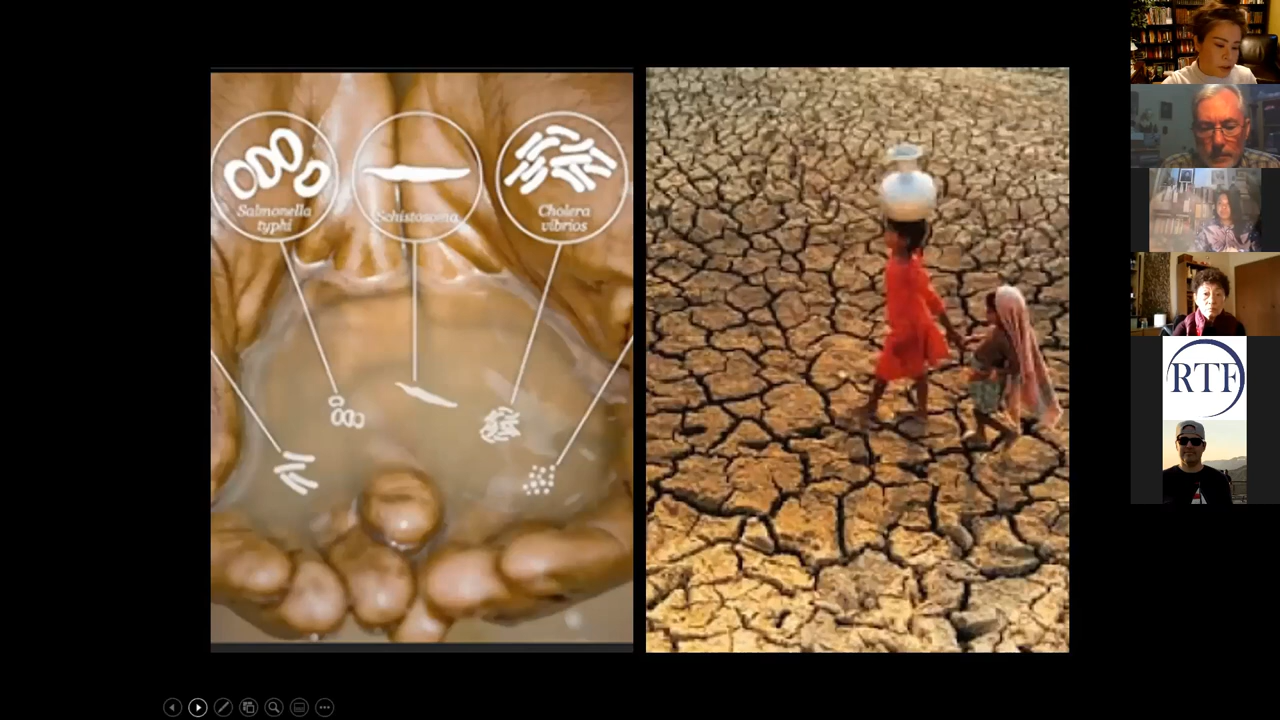 Salmonella
typhi
Schistosoma
Cholera
vibrios
RTF